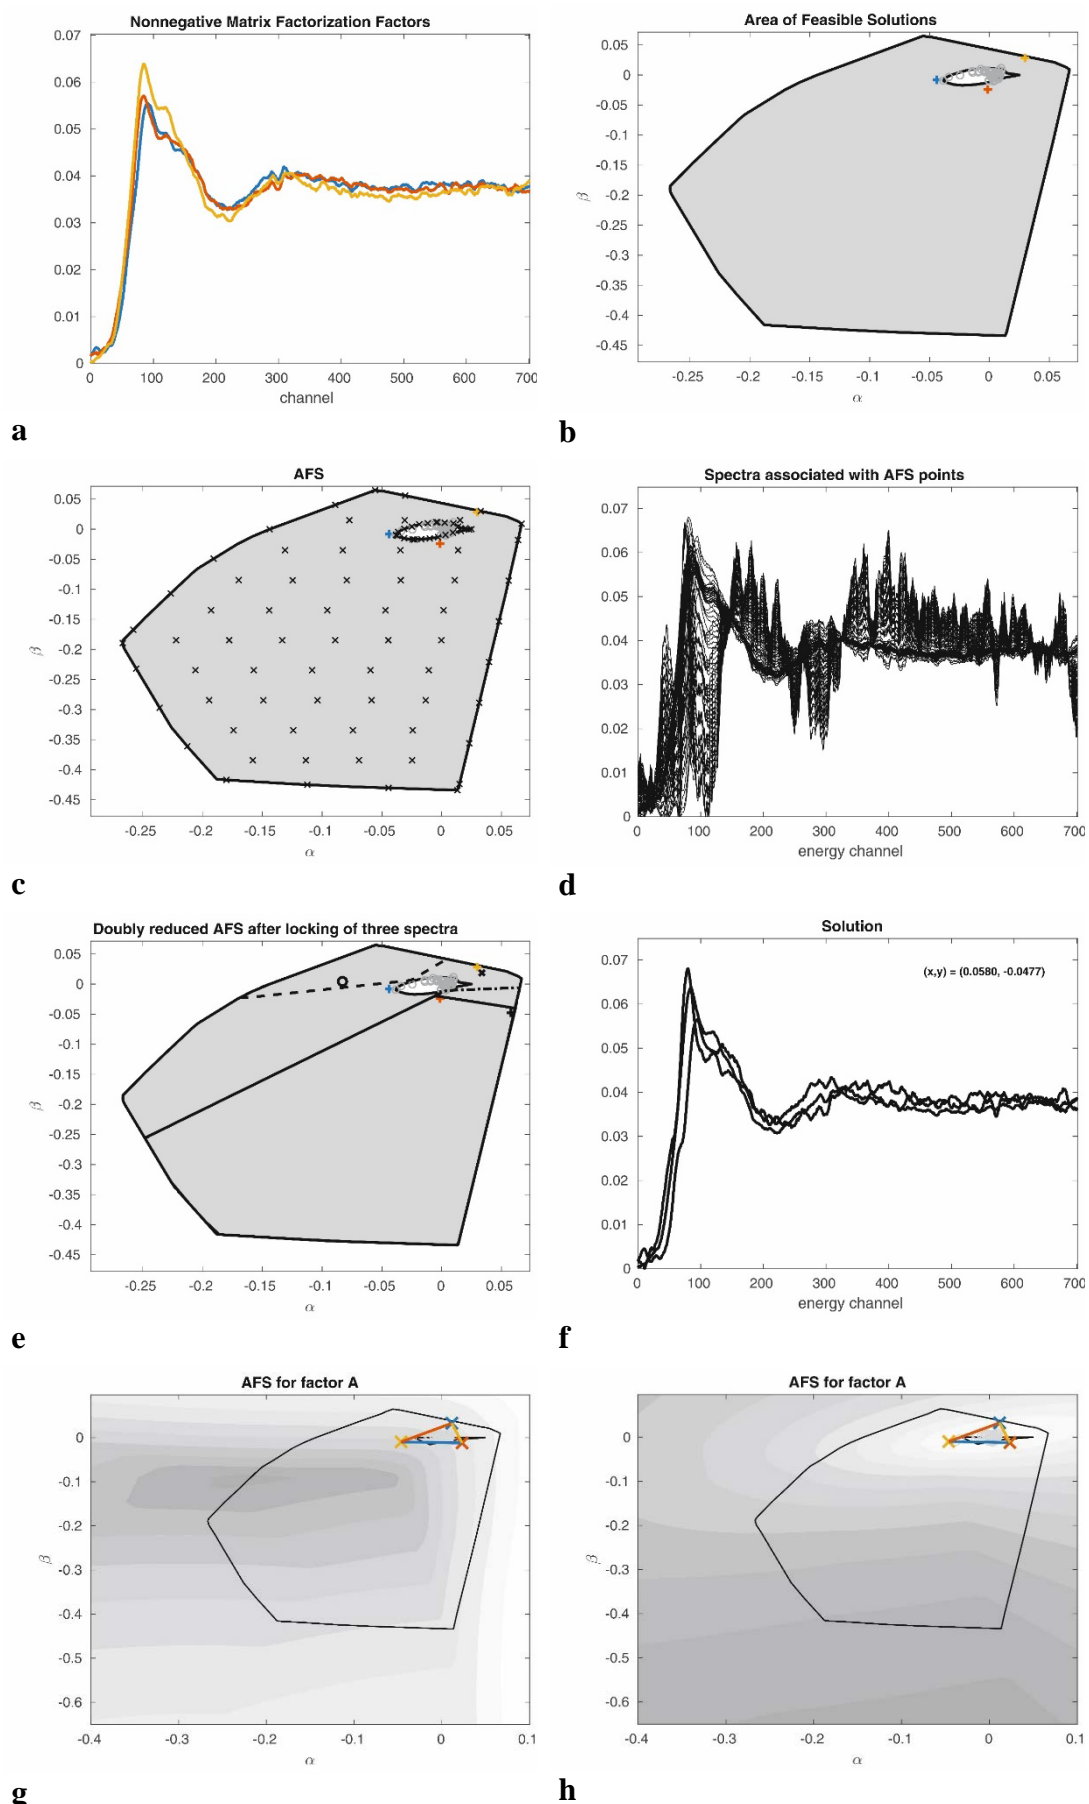 Nonnegative Matrix Factorization Factors
0.07
0.06
0.05
0.04
0.03
0.02
0.01
0
0 100 200 300 400 500 600 700
channel
a
Area of Feasible Solutions
0.05
0
-0.05
-0.1
-0.15
-0.2
-0.25
-0.3
-0.35
-0.4
-0.45
β
-0.25 -0.2 -0.15 -0.1 -0.05 0 0.05
α
b
AFS
0.05
0
-0.05
-0.1
-0.15
-0.2
-0.25
-0.3
-0.35
-0.4
-0.45
β
-0.25 -0.2 -0.15 -0.1 -0.05 0 0.05
α
c
Spectra associated with AFS points
0.07
0.06
0.05
0.04
0.03
0.02
0.01
0
0 100 200 300 400 500 600 700
energy channel
d
Doubly reduced AFS after locking of three spectra
0.05
0
-0.05
-0.1
-0.15
-0.2
-0.25
-0.3
-0.35
-0.4
-0.45
β
-0.25 -0.2 -0.15 -0.1 -0.05 0 0.05
α
e
Solution
(x,y) = (0.0580, -0.0477)
0.07
0.06
0.05
0.04
0.03
0.02
0.01
0
0 100 200 300 400 500 600 700
energy channel
f
AFS for factor A
0
-0.1
-0.2
-0.3
-0.4
-0.5
-0.6
β
-0.4 -0.3 -0.2 -0.1 0 0.1
α
g
AFS for factor A
0
-0.1
-0.2
-0.3
-0.4
-0.5
-0.6
β
-0.4 -0.3 -0.2 -0.1 0 0.1
α
h